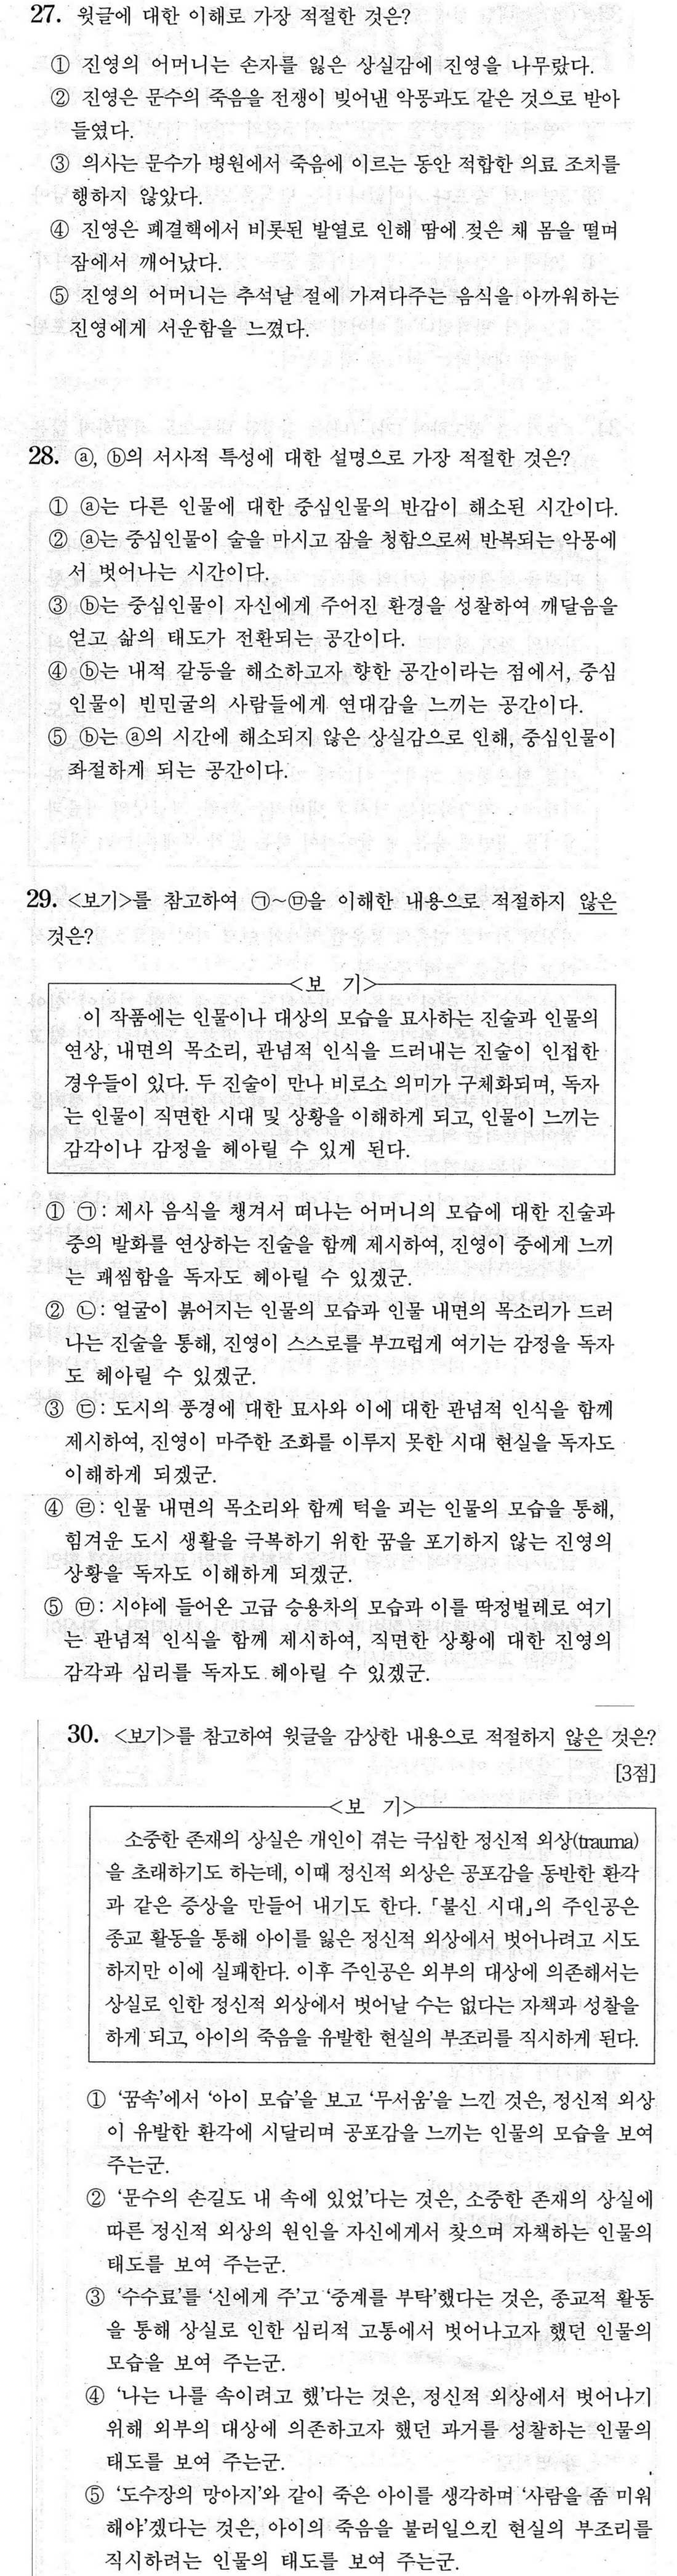 27. 윗글에 대한 이해로 가장 적절한 것은?
① 진영의 어머니는 손자를 잃은 상실감에 진영을 나무랐다.
② 진영은 문수의 죽음을 전쟁이 빚어낸 악몽과도 같은 것으로 받아
들였다.
③ 의사는 문수가 병원에서 죽음에 이르는 동안 적합한 의료 조치를
행하지 않았다.
④ 진영은 폐결핵에서 비롯된 발열로 인해 땀에 젖은 채 몸을 떨며
잠에서 깨어났다.
⑤ 진영의 어머니는 추석날 절에 가져다주는 음식을 아까워하는
진영에게 서운함을 느꼈다.
28. ⓐ, ⓑ의 서사적 특성에 대한 설명으로 가장 적절한 것은?
① ⓐ는 다른 인물에 대한 중심인물의 반감이 해소된 시간이다.
② ⓐ는 중심인물이 술을 마시고 잠을 청함으로써 반복되는 악몽에
서 벗어나는 시간이다.
③ ⓑ는 중심인물이 자신에게 주어진 환경을 성찰하여 깨달음을
얻고 삶의 태도가 전환되는 공간이다.
④ ⓑ는 내적 갈등을 해소하고자 향한 공간이라는 점에서, 중심
인물이 빈민굴의 사람들에게 연대감을 느끼는 공간이다.
⑤ ⓑ는 ⓐ의 시간에 해소되지 않은 상실감으로 인해, 중심인물이
좌절하게 되는 공간이다.
29. <보기>를 참고하여 ㉠~㉤을 이해한 내용으로 적절하지 않은
것은?
<보 기>
이 작품에는 인물이나 대상의 모습을 묘사하는 진술과 인물의
연상, 내면의 목소리, 관념적 인식을 드러내는 진술이 인접한
경우들이 있다. 두 진술이 만나 비로소 의미가 구체화되며, 독자
는 인물이 직면한 시대 및 상황을 이해하게 되고, 인물이 느끼는
감각이나 감정을 헤아릴 수 있게 된다.
① ㉠: 제사 음식을 챙겨서 떠나는 어머니의 모습에 대한 진술과
중의 발화를 연상하는 진술을 함께 제시하여, 진영이 중에게 느끼
는 괘씸함을 독자도 헤아릴 수 있겠군.
② ㉡: 얼굴이 붉어지는 인물의 모습과 인물 내면의 목소리가 드러
나는 진술을 통해, 진영이 스스로를 부끄럽게 여기는 감정을 독자
도 헤아릴 수 있겠군.
③ ㉢: 도시의 풍경에 대한 묘사와 이에 대한 관념적 인식을 함께
제시하여, 진영이 마주한 조화를 이루지 못한 시대 현실을 독자도
이해하게 되겠군.
④ ㉣: 인물 내면의 목소리와 함께 턱을 괴는 인물의 모습을 통해,
힘겨운 도시 생활을 극복하기 위한 꿈을 포기하지 않는 진영의
상황을 독자도 이해하게 되겠군.
⑤ ㉤: 시야에 들어온 고급 승용차의 모습과 이를 딱정벌레로 여기
는 관념적 인식을 함께 제시하여, 직면한 상황에 대한 진영의
감각과 심리를 독자도 헤아릴 수 있겠군.
30. <보기>를 참고하여 윗글을 감상한 내용으로 적절하지 않은 것은?
[3점]
<보 기>
소중한 존재의 상실은 개인이 겪는 극심한 정신적 외상(trauma)
을 초래하기도 하는데, 이때 정신적 외상은 공포감을 동반한 환각
과 같은 증상을 만들어 내기도 한다. 「불신 시대」의 주인공은
종교 활동을 통해 아이를 잃은 정신적 외상에서 벗어나려고 시도
하지만 이에 실패한다. 이후 주인공은 외부의 대상에 의존해서는
상실로 인한 정신적 외상에서 벗어날 수는 없다는 자책과 성찰을
하게 되고, 아이의 죽음을 유발한 현실의 부조리를 직시하게 된다.
① ‘꿈속’에서 ‘아이 모습’을 보고 ‘무서움’을 느낀 것은, 정신적 외상
이 유발한 환각에 시달리며 공포감을 느끼는 인물의 모습을 보여
주는군.
② ‘문수의 손길도 내 속에 있었’다는 것은, 소중한 존재의 상실에
따른 정신적 외상의 원인을 자신에게서 찾으며 자책하는 인물의
태도를 보여 주는군.
③ ‘수수료’를 ‘신에게 주’고 ‘중계를 부탁’했다는 것은, 종교적 활동
을 통해 상실로 인한 심리적 고통에서 벗어나고자 했던 인물의
모습을 보여 주는군.
④ ‘나는 나를 속이려고 했’다는 것은, 정신적 외상에서 벗어나기
위해 외부의 대상에 의존하고자 했던 과거를 성찰하는 인물의
태도를 보여 주는군.
⑤ ‘도수장의 망아지’와 같이 죽은 아이를 생각하며 ‘사람을 좀 미워
해야’겠다는 것은, 아이의 죽음을 불러일으킨 현실의 부조리를
직시하려는 인물의 태도를 보여 주는군.